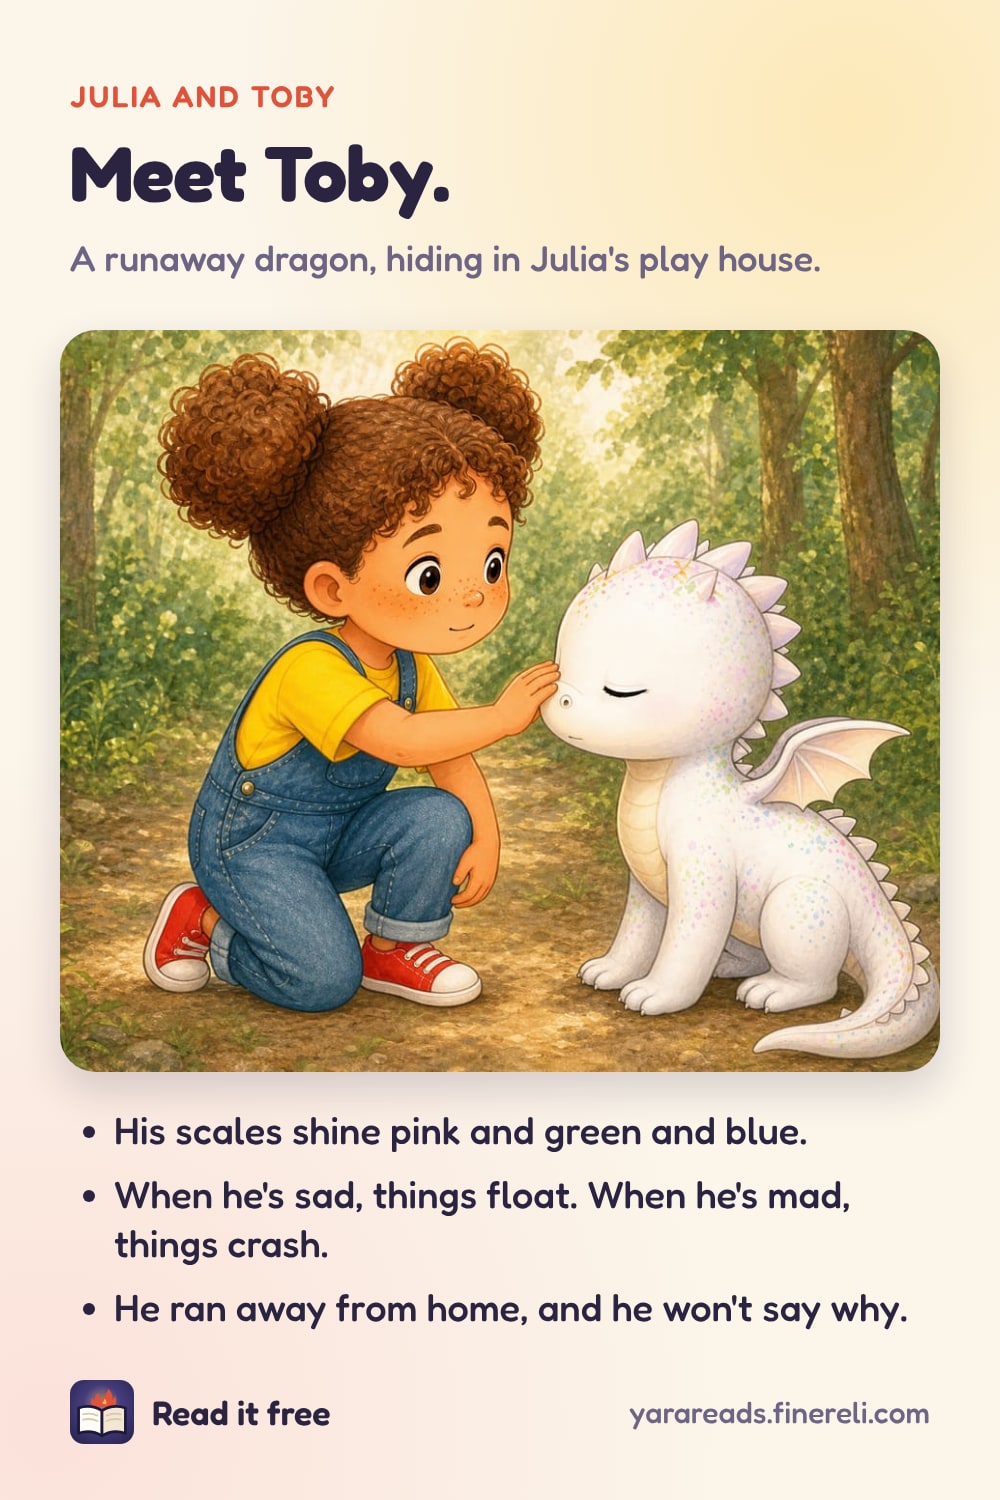 JULIA AND TOBY
Meet Toby.
A runaway dragon, hiding in Julia's play house.
• His scales shine pink and green and blue.
• When he's sad, things float. When he's mad,
things crash.
• He ran away from home, and he won't say why.
Read it free
yarareads.finereli.com